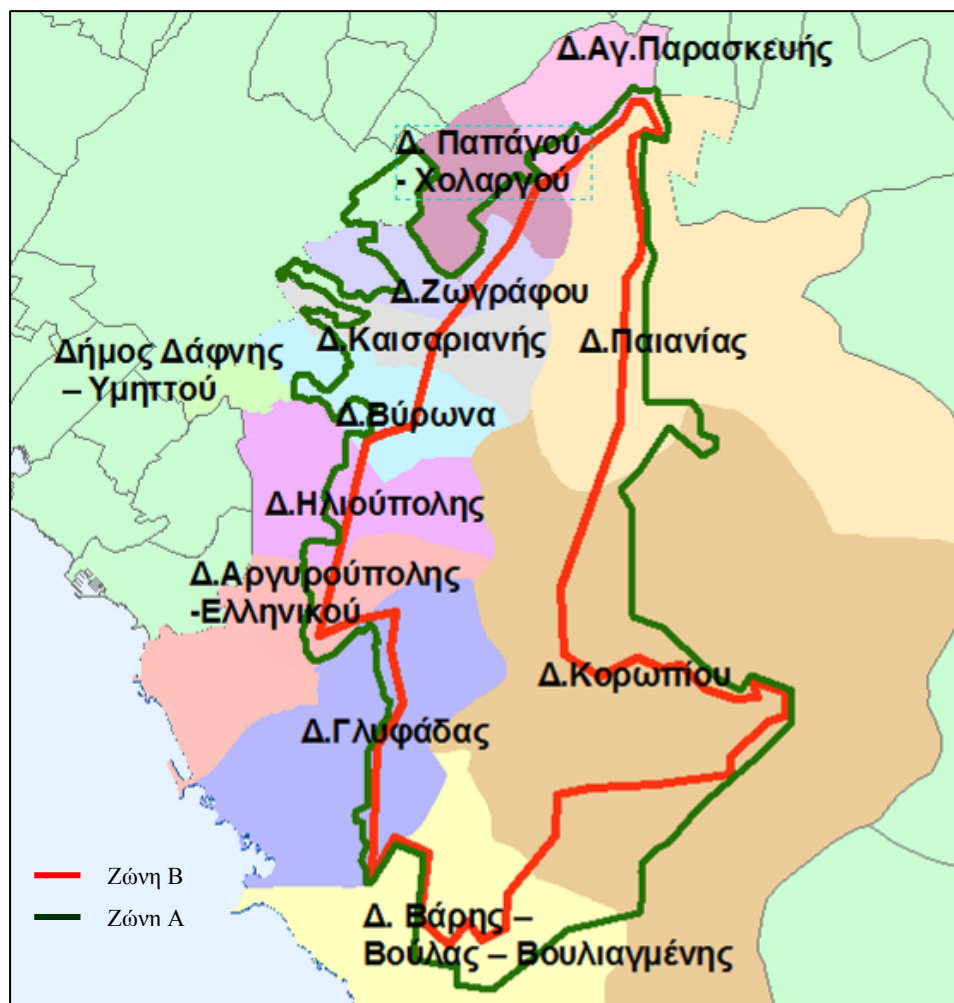 Δ.Αγ.Παρασκευής
Δ. Παπάγου
- Χολαργού
Δ.Ζωγράφου
Δ.Καισαριανής
Δ.Παιανίας
Δήμος Δάφνης
– Υμηττού
Δ.Βύρωνα
Δ.Ηλιούπολης
Δ.Αργυρούπολης
-Ελληνικού
Δ.Κορωπίου
Δ.Γλυφάδας
Ζώνη Β
Ζώνη Α
Δ. Βάρης –
Βούλας – Βουλιαγμένης